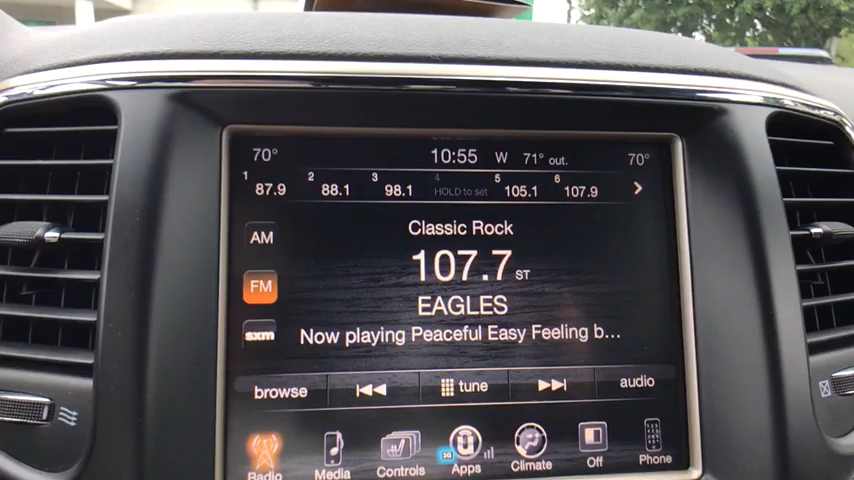 70° 10:55 W 71° out. 70°
1 87.9 2 88.1 3 98.1 4 HOLD to set 5 105.1 6 107.9
AM
Classic Rock
107.7 ST
FM
EAGLES
sxm
Now playing Peaceful Easy Feeling b...
browse tune audio
3G
Radio Media Controls Apps Climate Off Phone